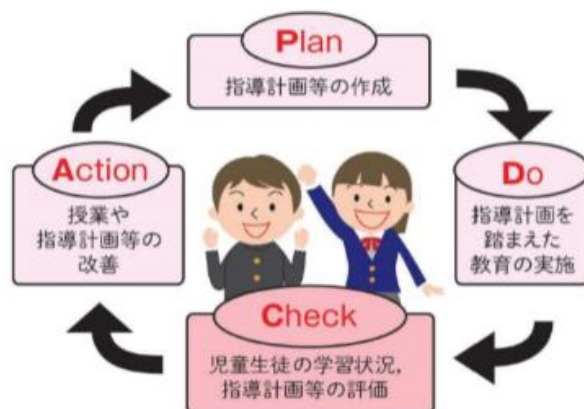 Plan
指導計画等の作成
Do
指導計画を
踏まえた
教育の実施
Check
児童生徒の学習状況,
指導計画等の評価
Action
授業や
指導計画等の
改善